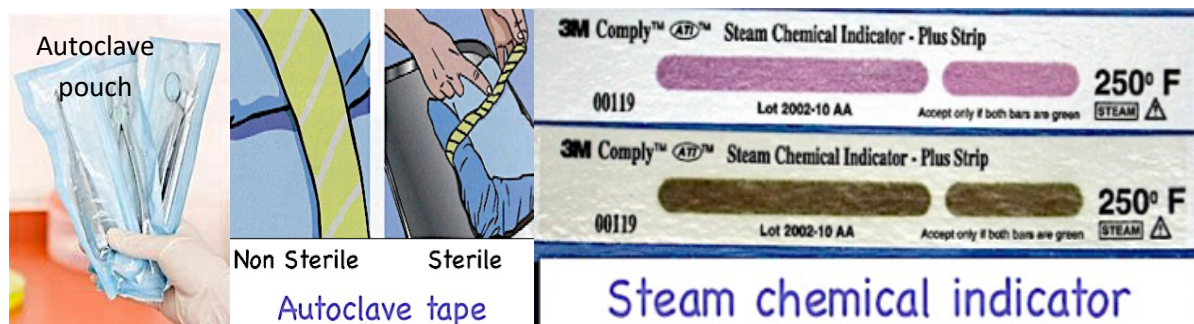 Autoclave
pouch
Non Sterile
Sterile
Autoclave tape
3M Comply™ ATI™ Steam Chemical Indicator - Plus Strip
250º F
00119
Lot 2002-10 AA
Accept only if both bars are green
STEAM
3M Comply™ ATI™ Steam Chemical Indicator - Plus Strip
250º F
00119
Lot 2002-10 AA
Accept only if both bars are green
STEAM
Steam chemical indicator